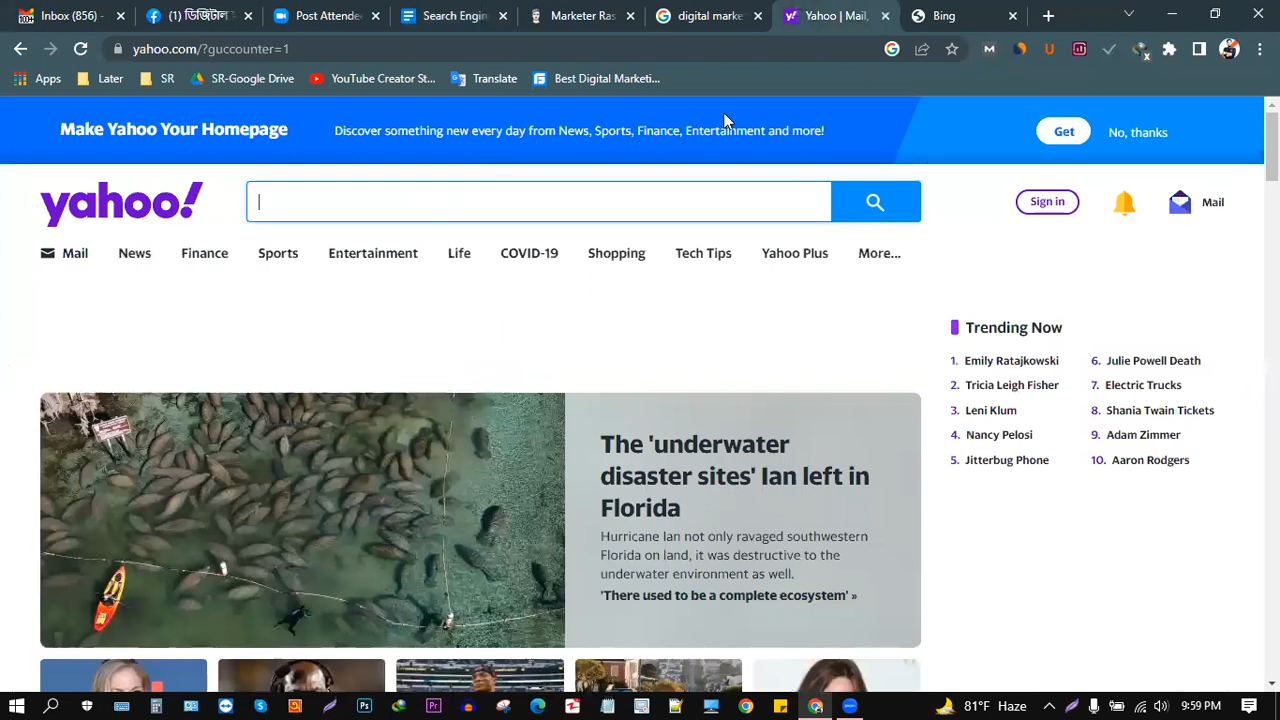 Inbox (856) -
(1) ডিজিটাল
Post Attende
Search Engin
Marketer Ras
digital marke
Yahoo | Mail,
Bing
yahoo.com/?guccounter=1
Apps
Later
SR
SR-Google Drive
YouTube Creator St...
Translate
Best Digital Marketi...
Make Yahoo Your Homepage
Discover something new every day from News, Sports, Finance, Entertainment and more!
Get
No, thanks
yahoo!
Sign in
Mail
Mail
News
Finance
Sports
Entertainment
Life
COVID-19
Shopping
Tech Tips
Yahoo Plus
More...
Trending Now
1. Emily Ratajkowski
2. Tricia Leigh Fisher
3. Leni Klum
4. Nancy Pelosi
5. Jitterbug Phone
6. Julie Powell Death
7. Electric Trucks
8. Shania Twain Tickets
9. Adam Zimmer
10. Aaron Rodgers
The 'underwater
disaster sites' Ian left in
Florida
Hurricane Ian not only ravaged southwestern
Florida on land, it was destructive to the
underwater environment as well.
'There used to be a complete ecosystem' »
81°F Haze
9:59 PM